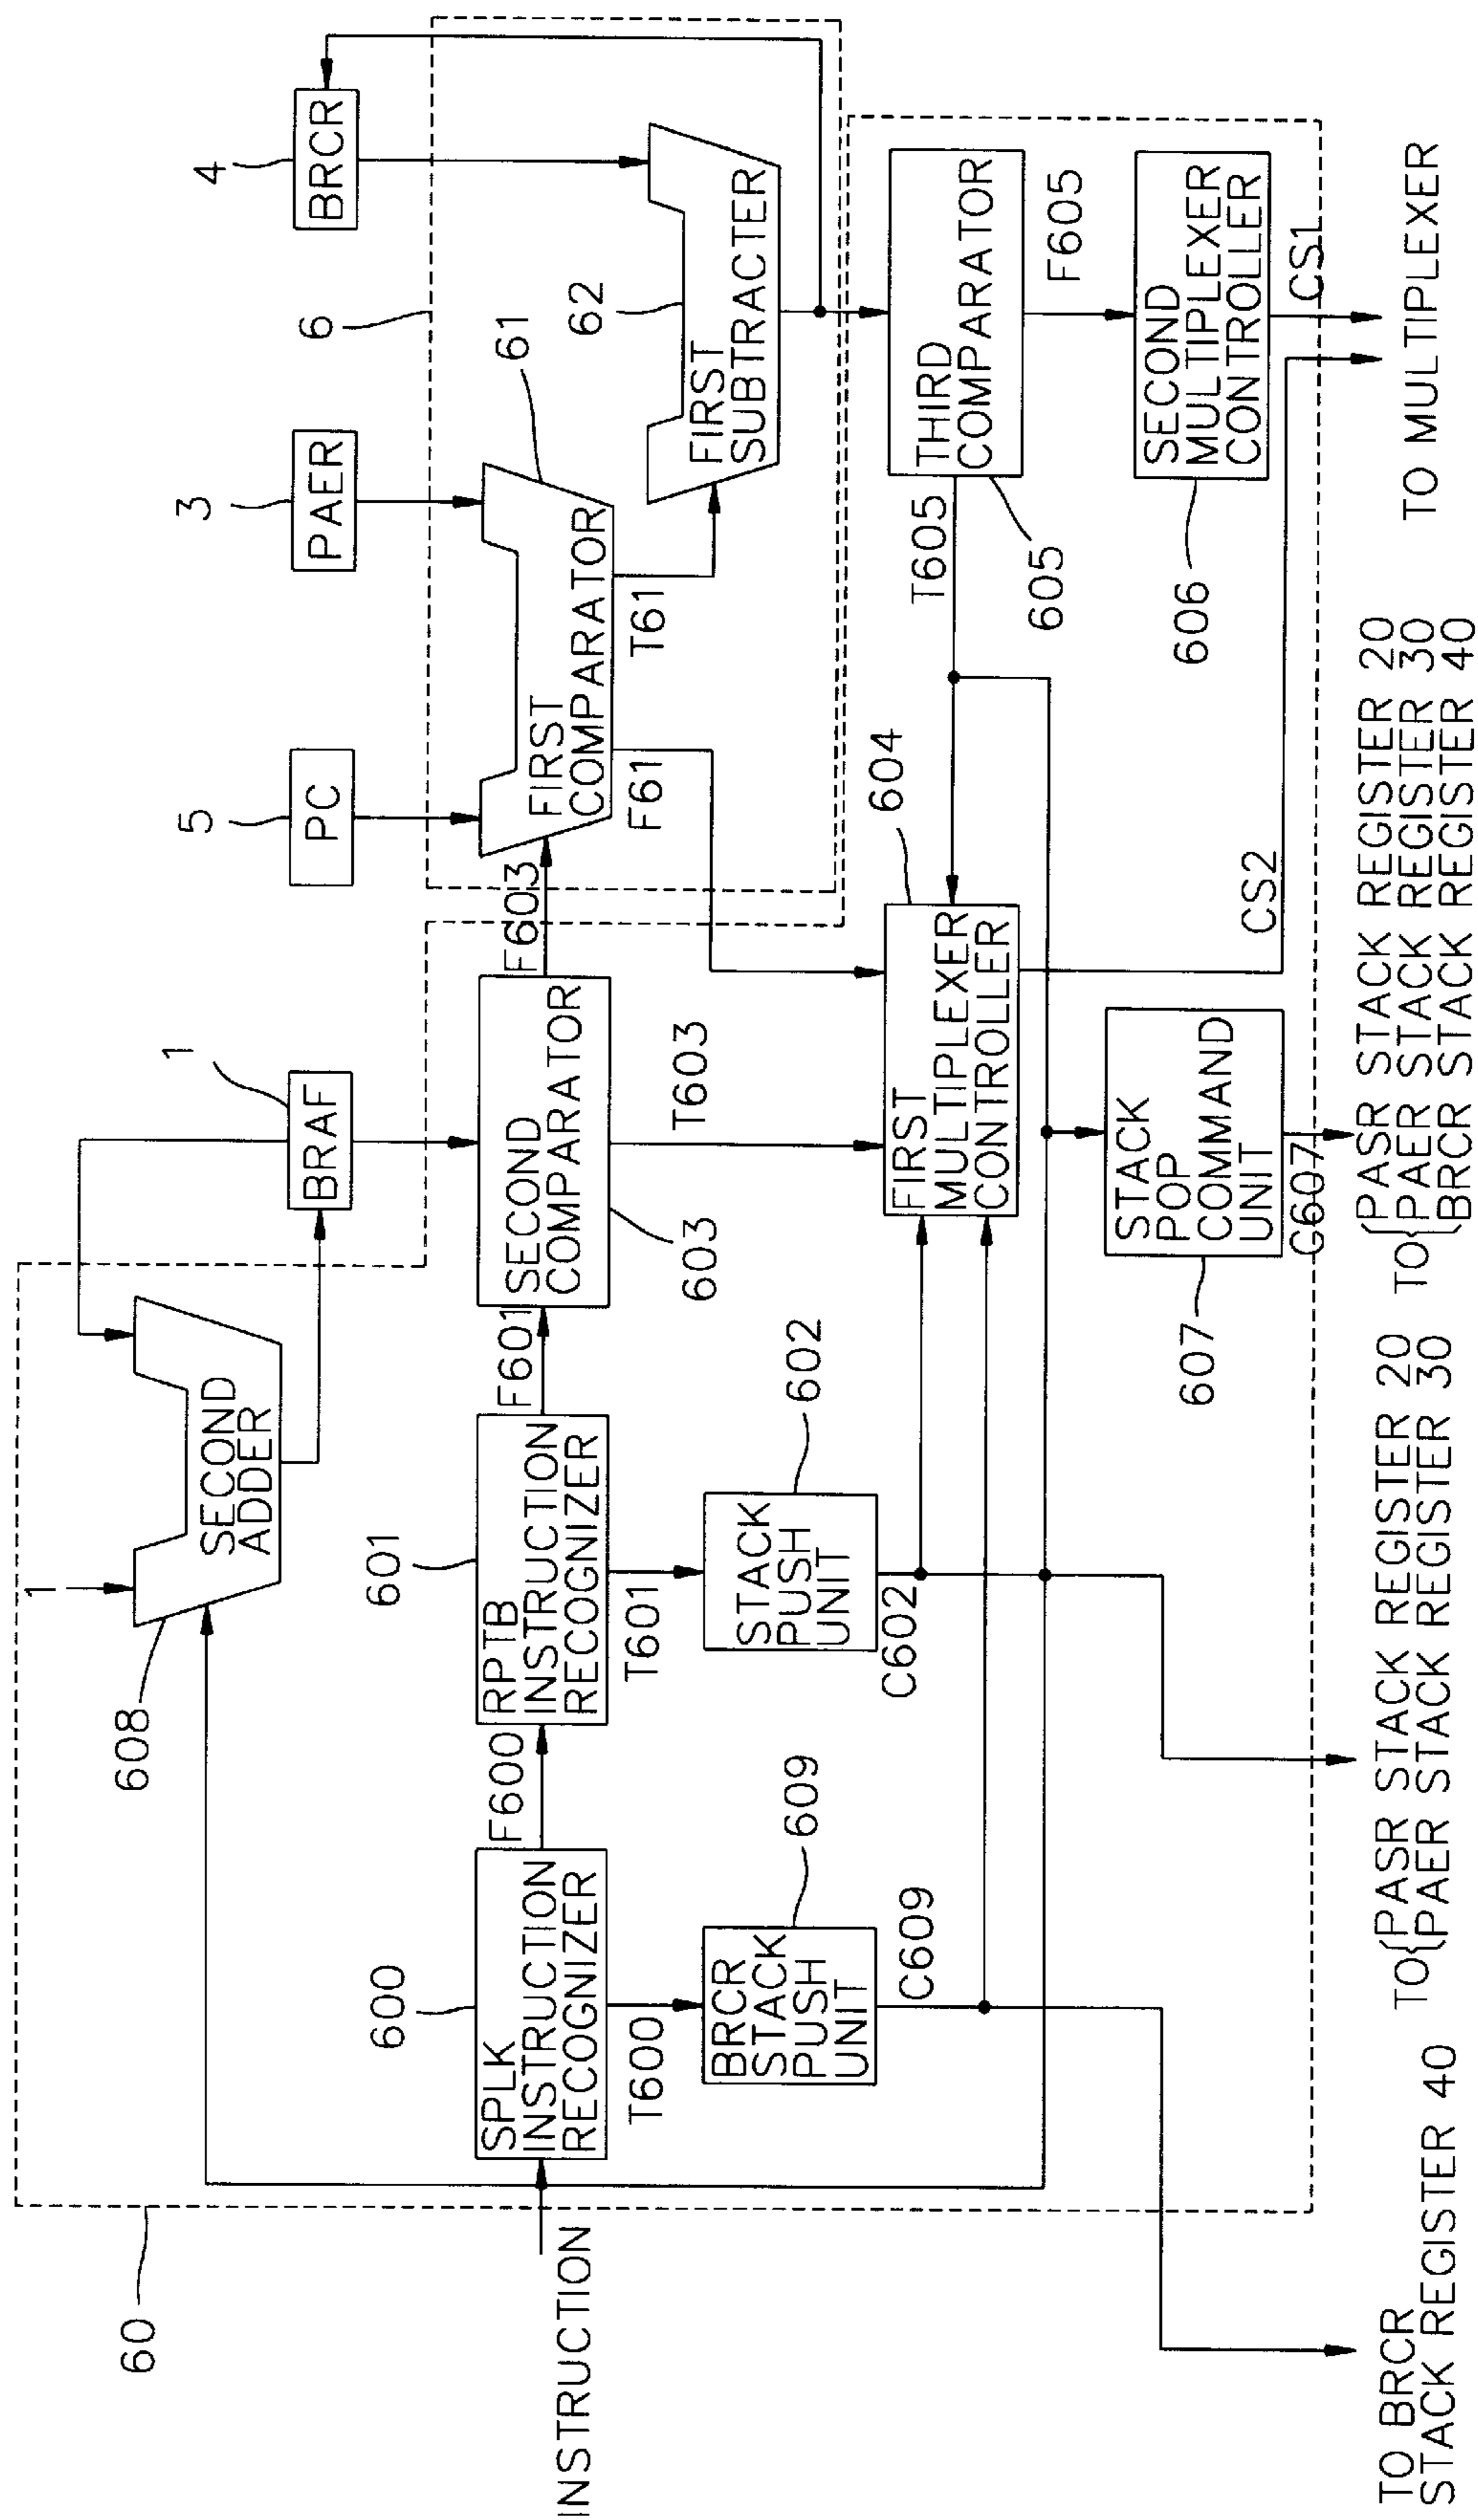 60
INSTRUCTION
1
608
SECOND
ADDER
1
BRAF
5
PC
3
PAER
4
BRCR
6
600
SPLK
INSTRUCTION
RECOGNIZER
F600
T600
601
RPTB
INSTRUCTION
RECOGNIZER
F601
T601
SECOND
COMPARATOR
603
F603
T603
FIRST
COMPARATOR
61
F61
T61
62
FIRST
SUBTRACTER
BRCR
STACK
PUSH
UNIT
609
C609
STACK
PUSH
UNIT
602
C602
FIRST
MULTIPLEXER
CONTROLLER
604
THIRD
COMPARATOR
605
T605
F605
STACK
POP
COMMAND
UNIT
607
C607
SECOND
MULTIPLEXER
CONTROLLER
606
CS2
CS1
TO BRCR
STACK REGISTER 40
TO{PASR STACK REGISTER 20
PAER STACK REGISTER 30
TO{PASR STACK REGISTER 20
PAER STACK REGISTER 30
BRCR STACK REGISTER 40
TO MULTIPLEXER